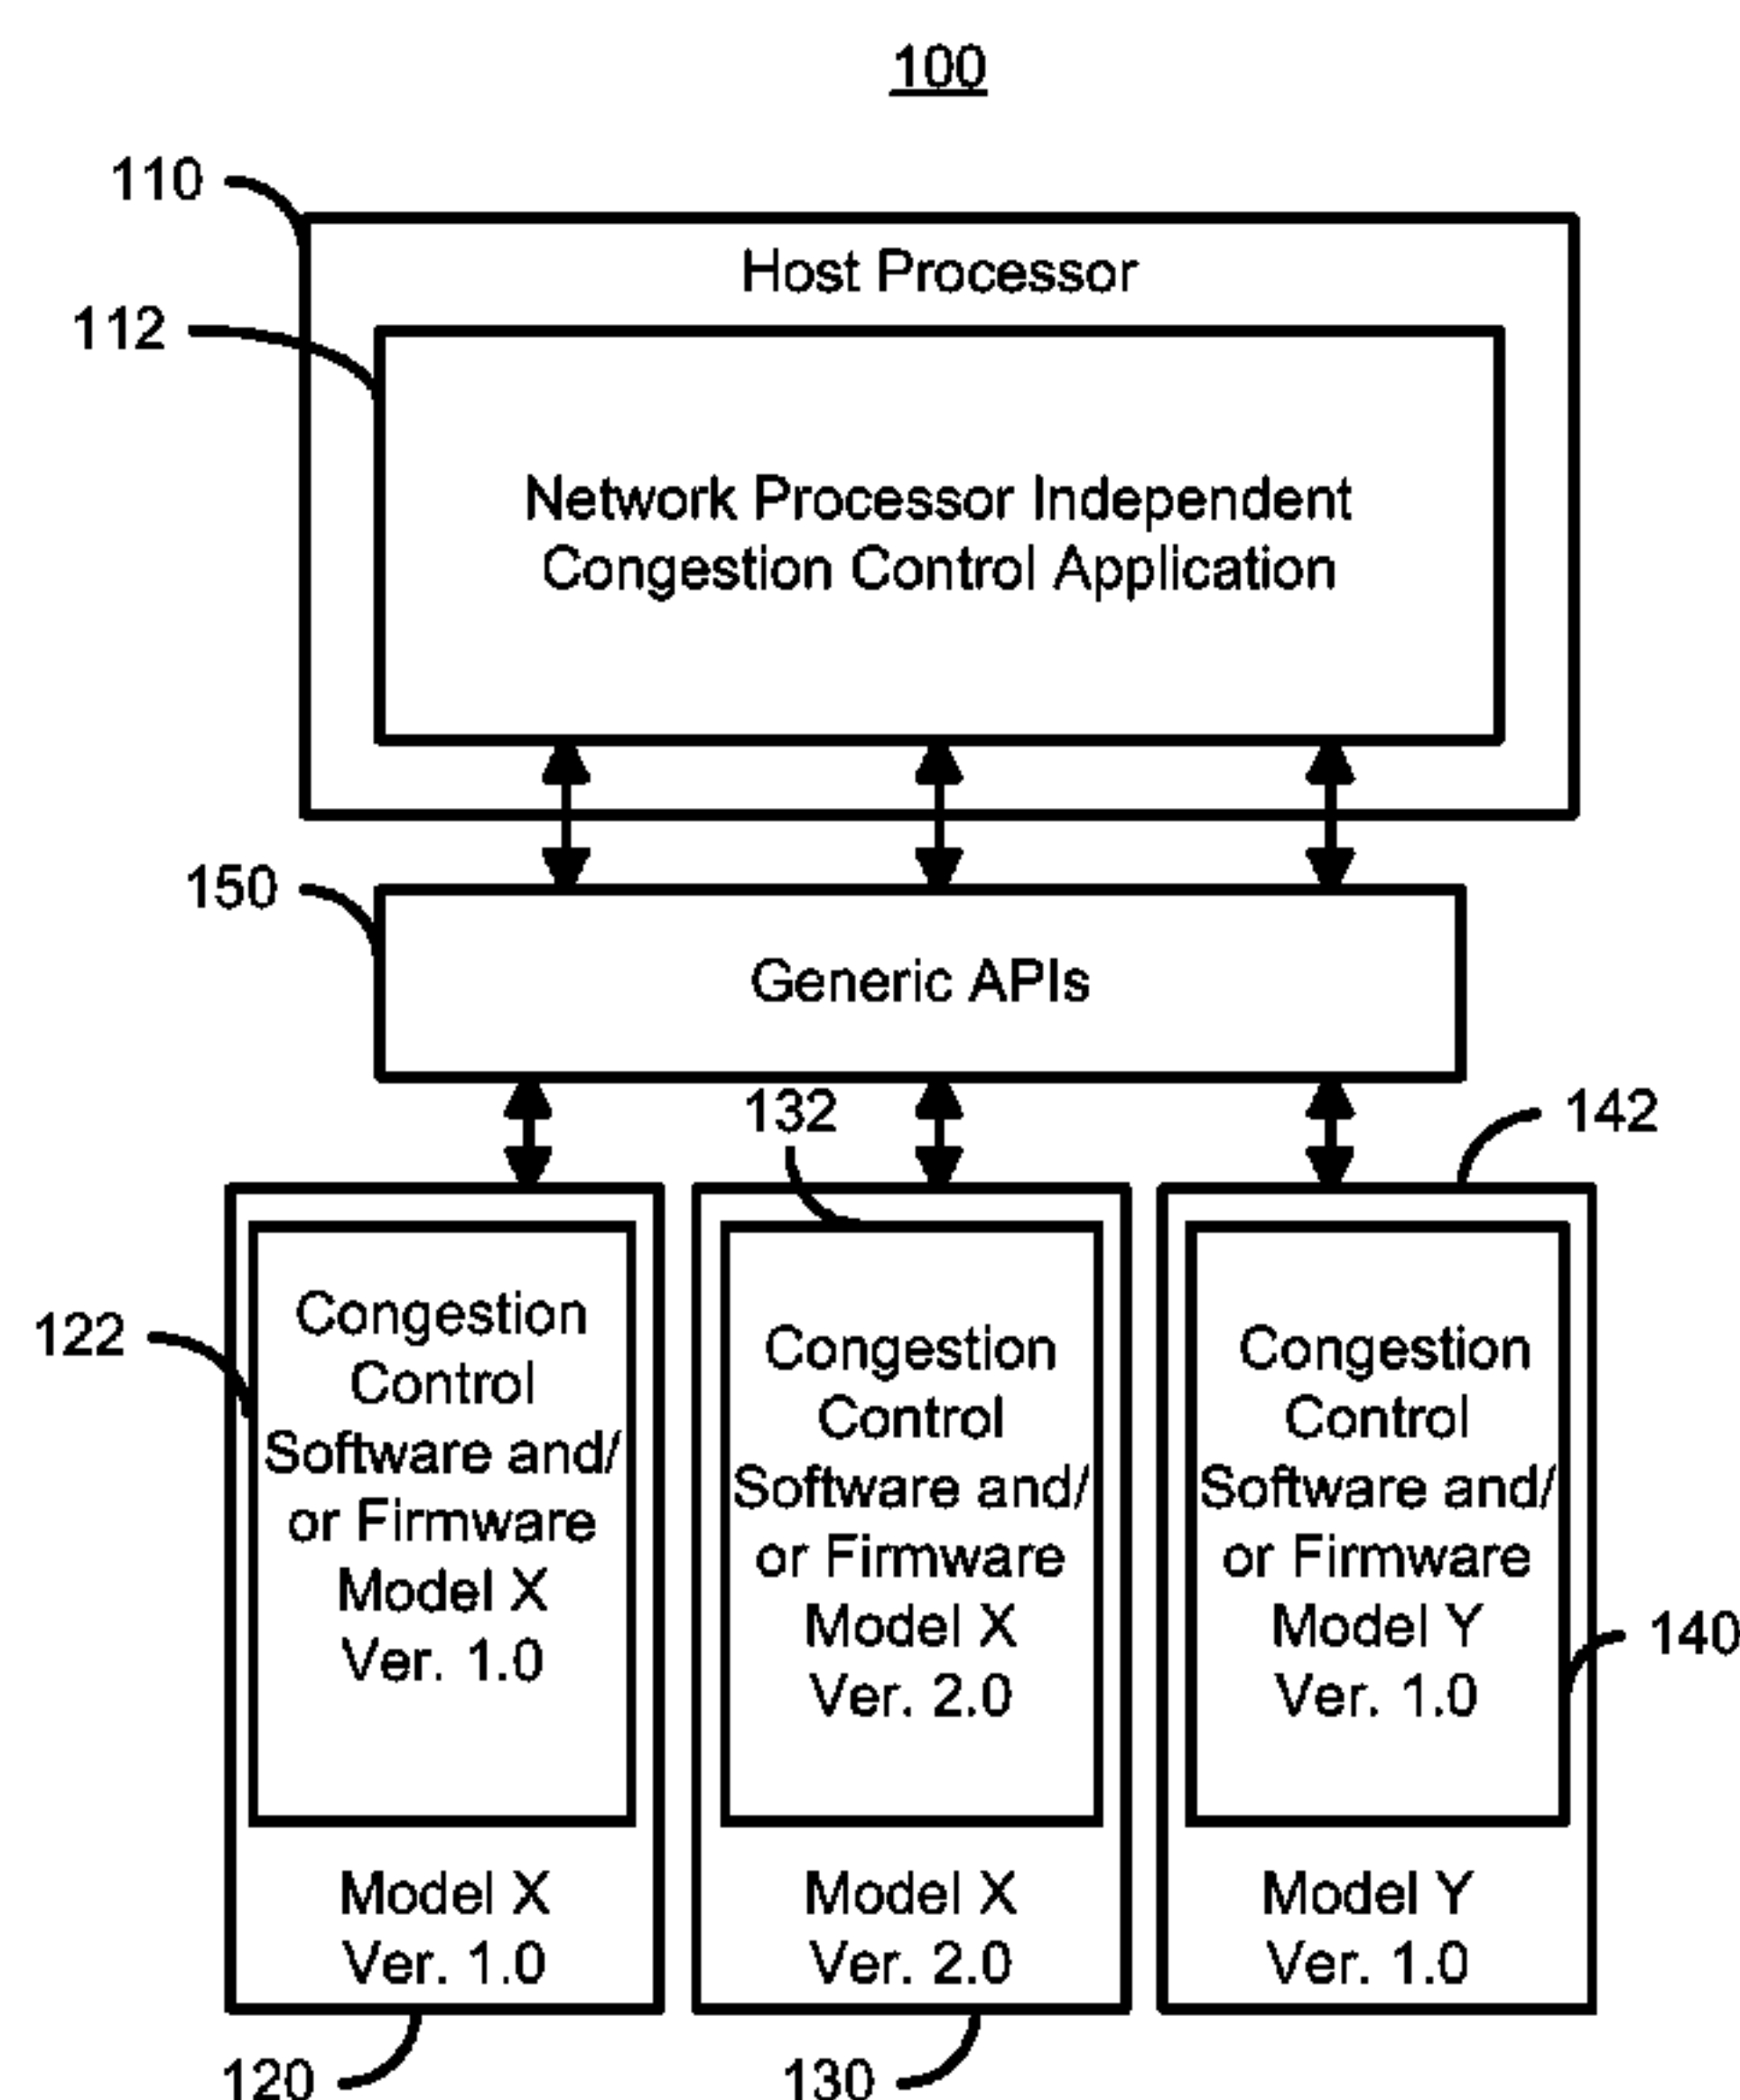 100
110
Host Processor
112
Network Processor Independent
Congestion Control Application
150
Generic APIs
132
142
122
Congestion
Control
Software and/
or Firmware
Model X
Ver. 1.0
Congestion
Control
Software and/
or Firmware
Model X
Ver. 2.0
Congestion
Control
Software and/
or Firmware
Model Y
Ver. 1.0
140
Model X
Ver. 1.0
Model X
Ver. 2.0
Model Y
Ver. 1.0
120
130